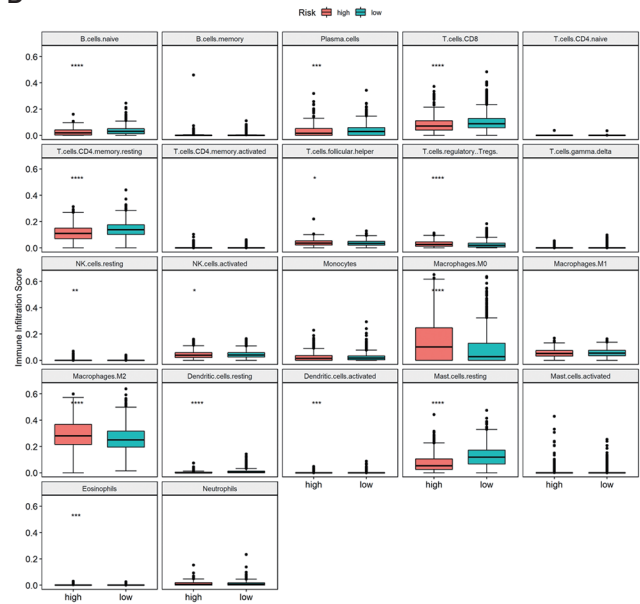 D
Risk high low
B.cells.naive B.cells.memory Plasma.cells T.cells.CD8 T.cells.CD4.naive
0.6
**** *** ****
0.4
0.2
0.0
T.cells.CD4.memory.resting T.cells.CD4.memory.activated T.cells.follicular.helper T.cells.regulatory..Tregs. T.cells.gamma.delta
0.6
**** * ****
0.4
0.2
0.0
Immune Infiltration Score
NK.cells.resting NK.cells.activated Monocytes Macrophages.M0 Macrophages.M1
0.6
** * ****
0.4
0.2
0.0
Macrophages.M2 Dendritic.cells.resting Dendritic.cells.activated Mast.cells.resting Mast.cells.activated
0.6
**** **** *** ****
0.4
0.2
0.0
high low high low high low
Eosinophils Neutrophils
0.6
***
0.4
0.2
0.0
high low high low